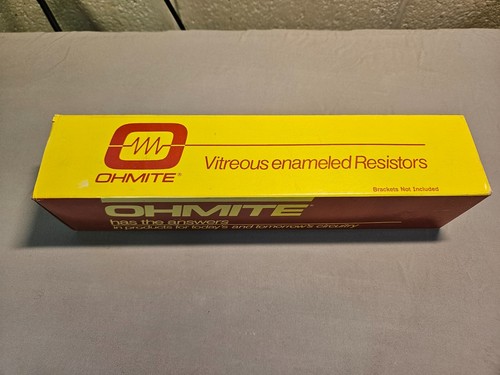 OHMITE®
Vitreous enameled Resistors
Brackets Not Included
OHMITE®
has the answers
in products for today's and tomorrow's circuitry